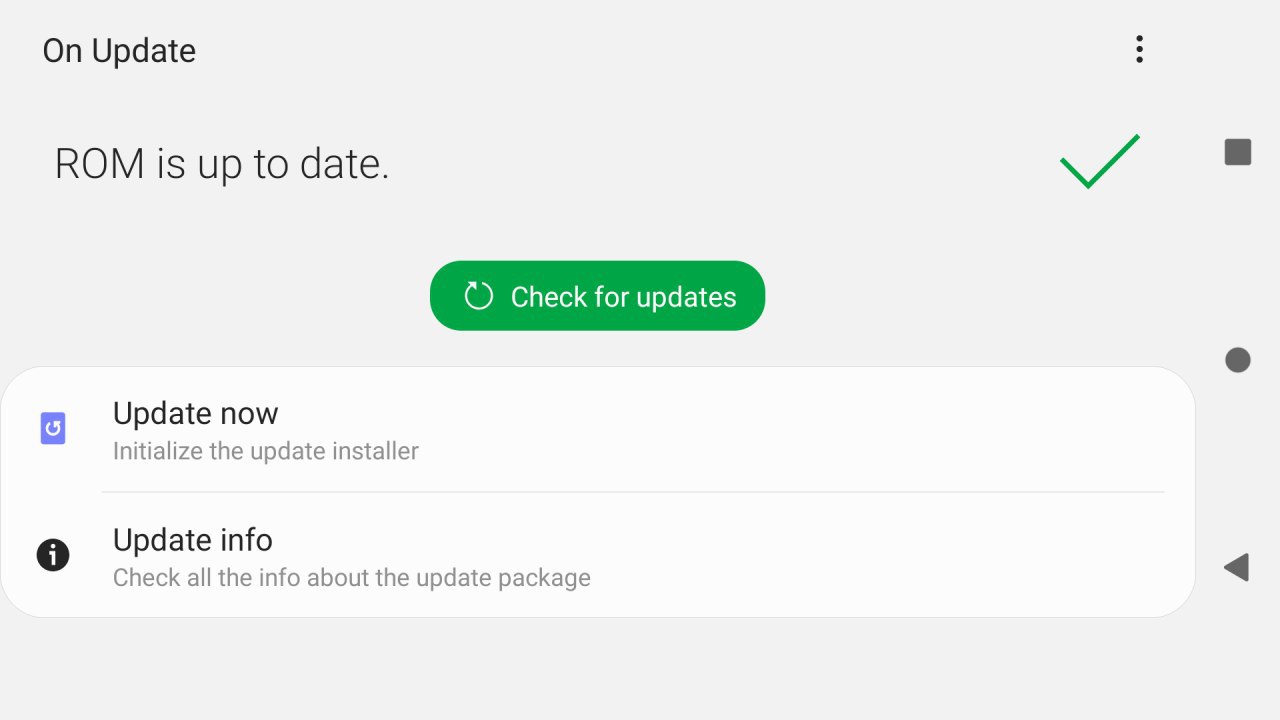 On Update
ROM is up to date.
Check for updates
Update now
Initialize the update installer
Update info
Check all the info about the update package